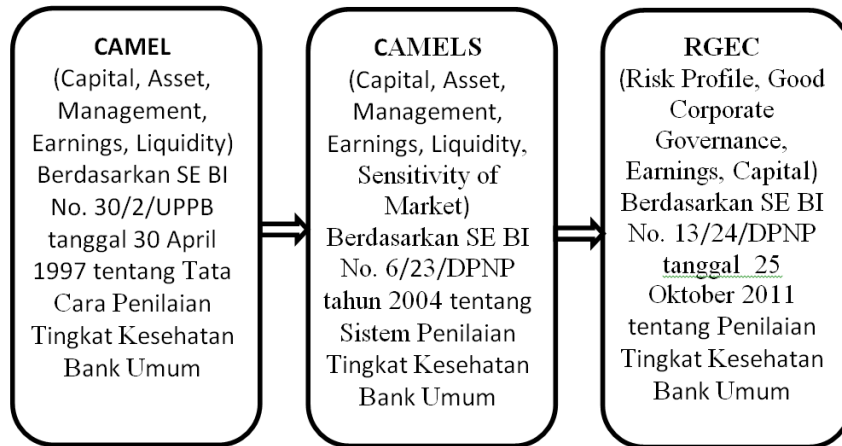 CAMEL
(Capital, Asset,
Management,
Earnings, Liquidity)
Berdasarkan SE BI
No. 30/2/UPPB
tanggal 30 April
1997 tentang Tata
Cara Penilaian
Tingkat Kesehatan
Bank Umum
CAMELS
(Capital, Asset,
Management,
Earnings, Liquidity,
Sensitivity of
Market)
Berdasarkan SE BI
No. 6/23/DPNP
tahun 2004 tentang
Sistem Penilaian
Tingkat Kesehatan
Bank Umum
RGEC
(Risk Profile, Good
Corporate
Governance,
Earnings, Capital)
Berdasarkan SE BI
No. 13/24/DPNP
tanggal 25
Oktober 2011
tentang Penilaian
Tingkat Kesehatan
Bank Umum